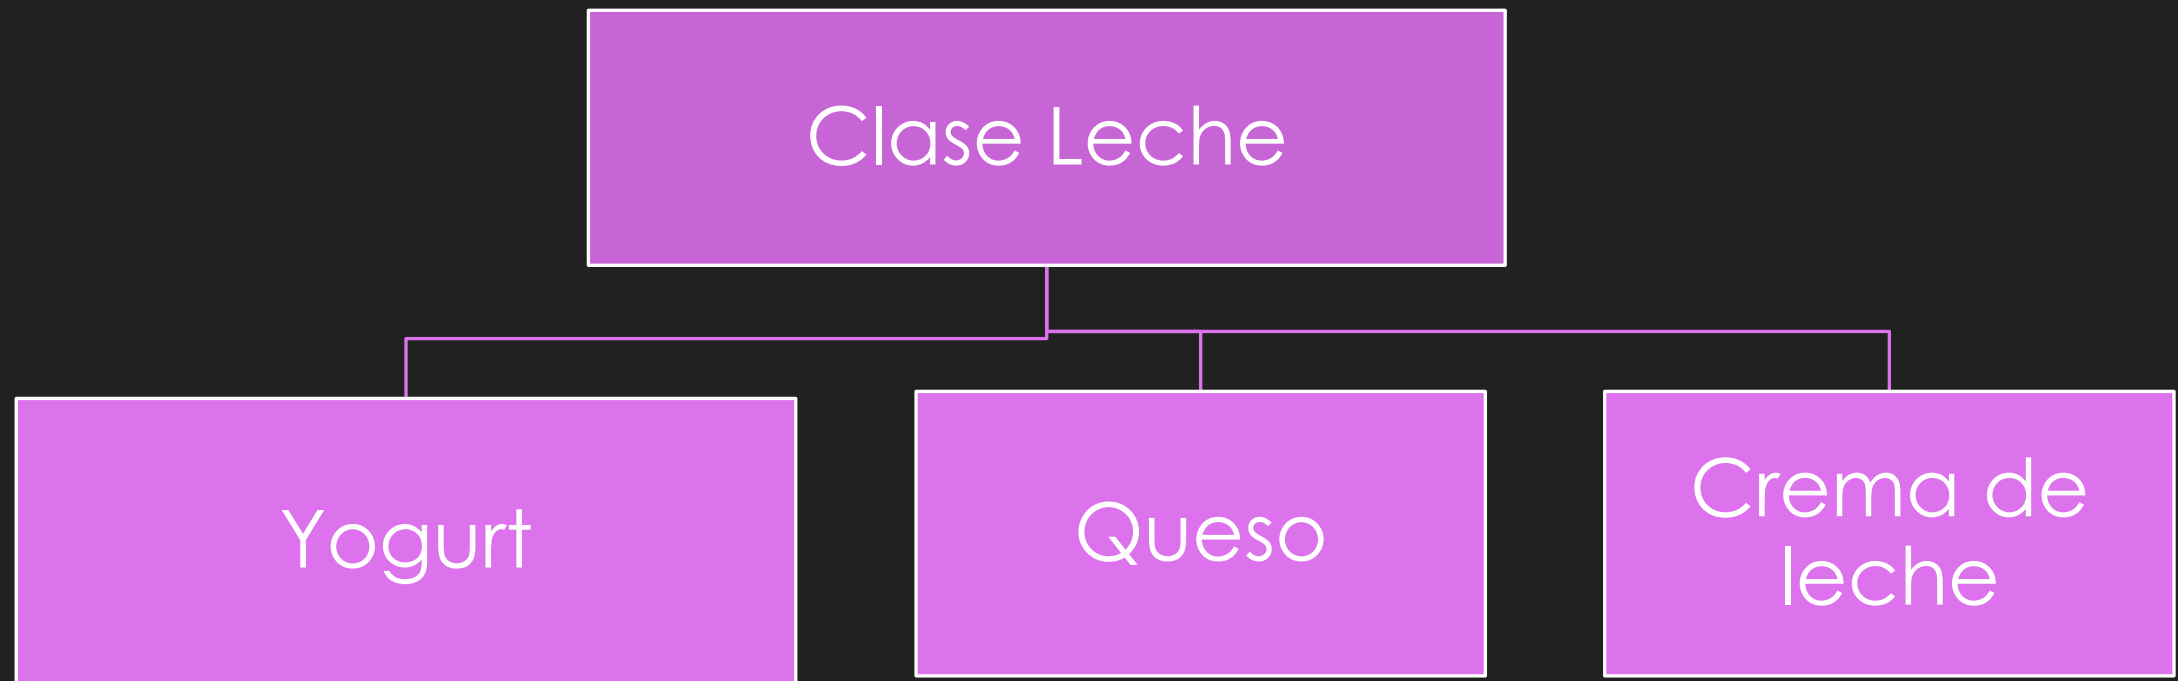 Clase Leche
Yogurt
Queso
Crema de
leche